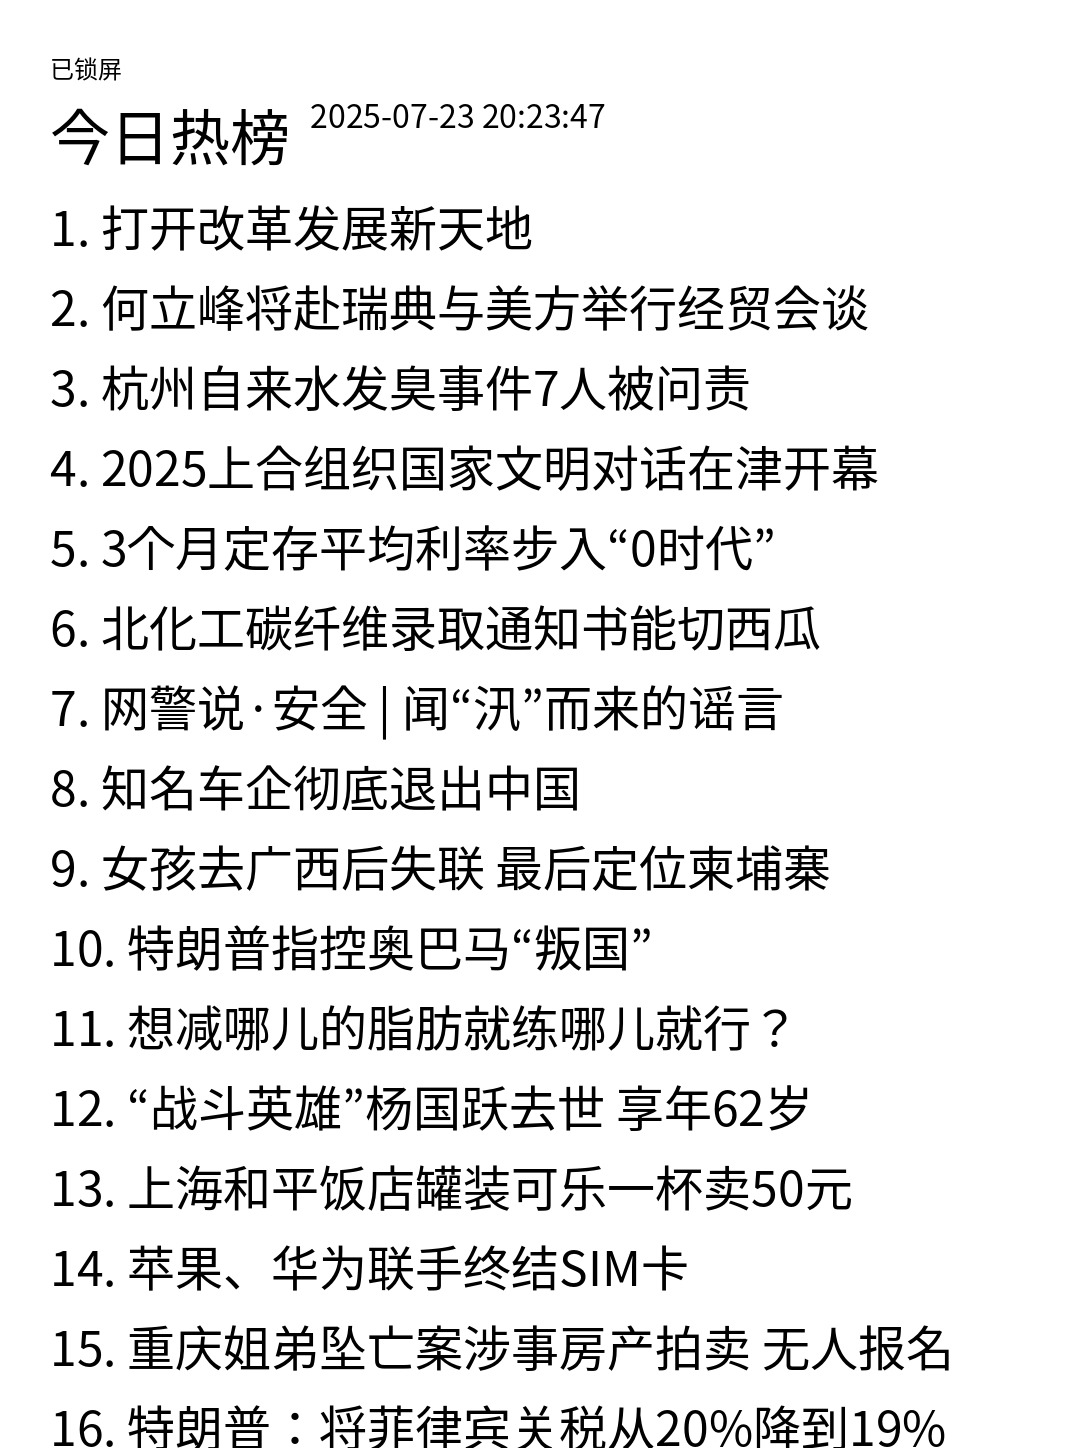 已锁屏
今日热榜 2025-07-23 20:23:47
1. 打开改革发展新天地
2. 何立峰将赴瑞典与美方举行经贸会谈
3. 杭州自来水发臭事件7人被问责
4. 2025上合组织国家文明对话在津开幕
5. 3个月定存平均利率步入“0时代”
6. 北化工碳纤维录取通知书能切西瓜
7. 网警说·安全 | 闻“汛”而来的谣言
8. 知名车企彻底退出中国
9. 女孩去广西后失联 最后定位柬埔寨
10. 特朗普指控奥巴马“叛国”
11. 想减哪儿的脂肪就练哪儿就行？
12. “战斗英雄”杨国跃去世 享年62岁
13. 上海和平饭店罐装可乐一杯卖50元
14. 苹果、华为联手终结SIM卡
15. 重庆姐弟坠亡案涉事房产拍卖 无人报名
16. 特朗普：将菲律宾关税从20%降到19%